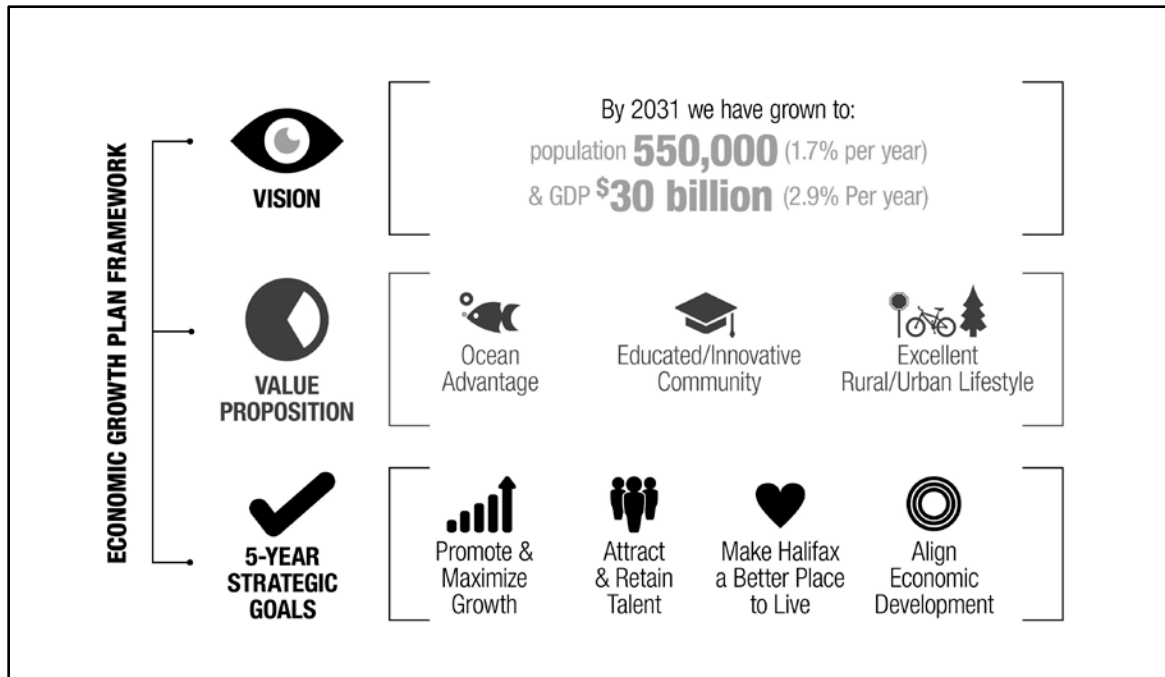 ECONOMIC GROWTH PLAN FRAMEWORK
VISION
By 2031 we have grown to:
population 550,000 (1.7% per year)
& GDP $30 billion (2.9% Per year)
VALUE
PROPOSITION
Ocean
Advantage
Educated/Innovative
Community
Excellent
Rural/Urban Lifestyle
5-YEAR
STRATEGIC
GOALS
Promote &
Maximize
Growth
Attract
& Retain
Talent
Make Halifax
a Better Place
to Live
Align
Economic
Development